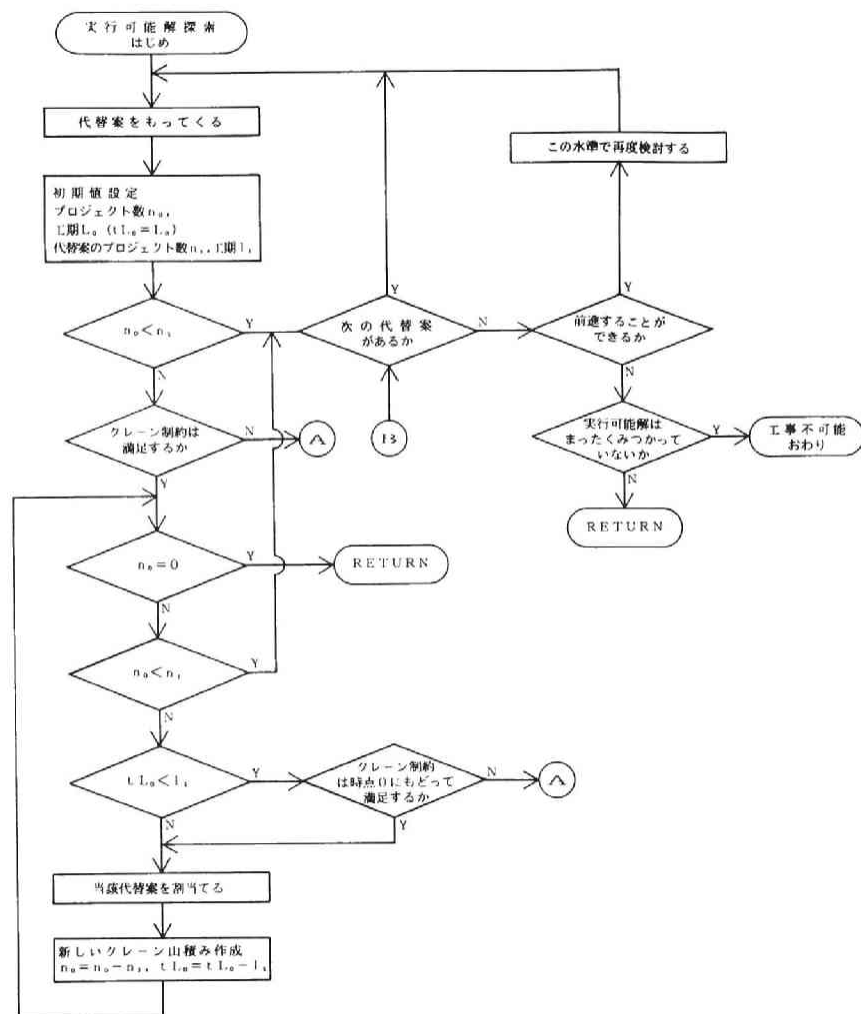 実行可能解探索
はじめ
代替案をもってくる
この水準で再度検討する
初期値設定
プロジェクト数n₀,
工期L₀ (tL₀=L₀)
代替案のプロジェクト数n₁,工期l₁
n₀<n₁
Y
N
次の代替案
があるか
Y
N
前進することが
できるか
Y
N
クレーン制約は
満足するか
N
Y
A
B
実行可能解は
まったくみつかって
いないか
Y
N
工事不可能
おわり
RETURN
n₀=0
Y
N
RETURN
n₀<n₁
Y
N
tL₀<l₁
Y
N
クレーン制約
は時点0にもどって
満足するか
N
Y
A
当該代替案を割当てる
新しいクレーン山積み作成
n₀=n₀-n₁, tL₀=tL₀-l₁